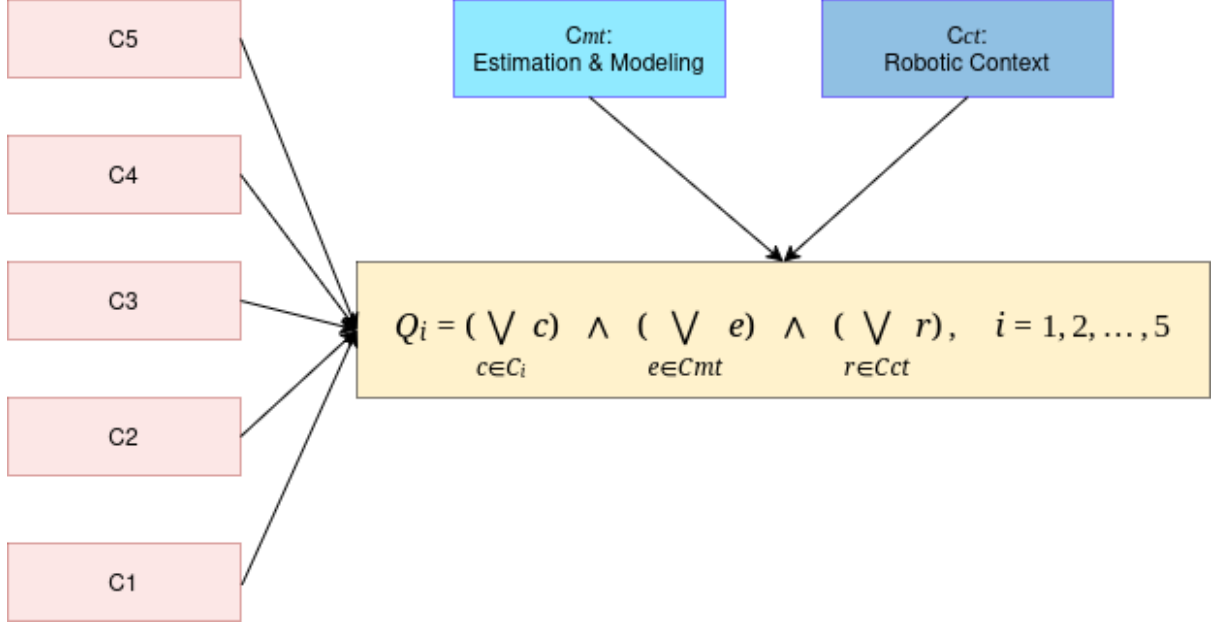 C5
C4
C3
C2
C1
Cmt:
Estimation & Modeling
Cct:
Robotic Context
Qi = ( ⋁ c) ∧ ( ⋁ e) ∧ ( ⋁ r) , i = 1, 2, … , 5
c∈Ci e∈Cmt r∈Cct